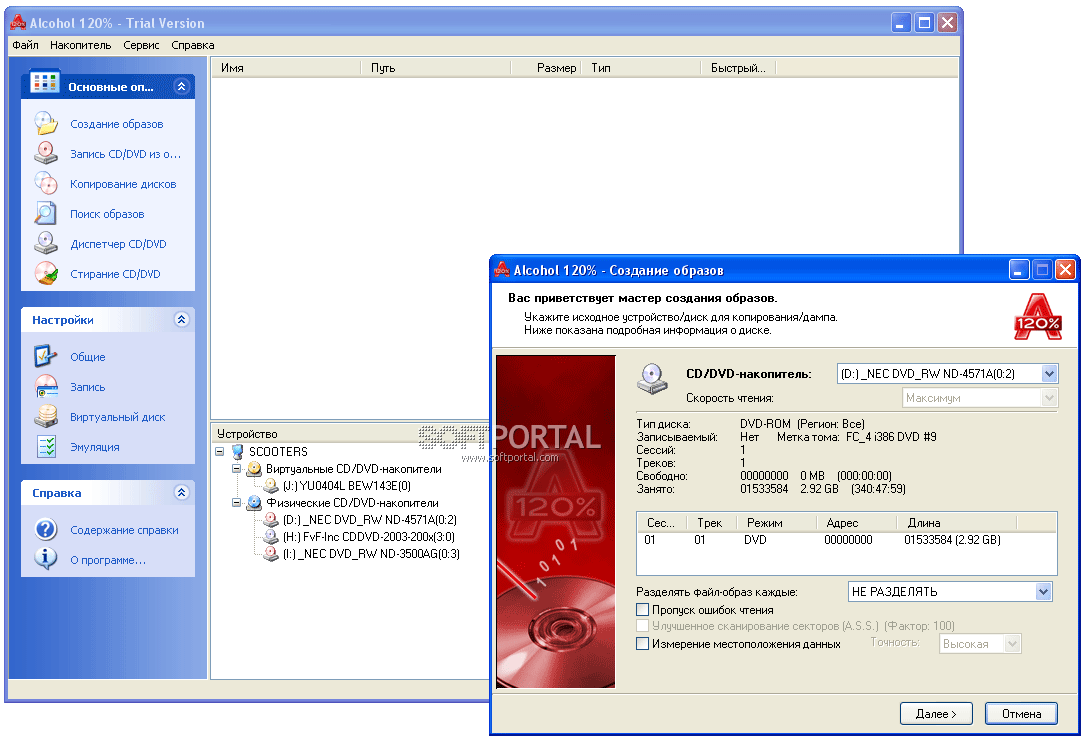 Alcohol 120% - Trial Version
Файл Накопитель Сервис Справка
Основные оп...
Создание образов
Запись CD/DVD из о...
Копирование дисков
Поиск образов
Диспетчер CD/DVD
Стирание CD/DVD
Настройки
Общие
Запись
Виртуальный диск
Эмуляция
Справка
Содержание справки
О программе...
Имя Путь Размер Тип Быстрый...
Устройство
SCOOTERS
Виртуальные CD/DVD-накопители
(J:) YU0404L BEW143E(0)
Физические CD/DVD-накопители
(D:) _NEC DVD_RW ND-4571A(0:2)
(H:) FvF-Inc CDDVD-2003-200x(3:0)
(I:) _NEC DVD_RW ND-3500AG(0:3)
SOFTPORTAL
www.softportal.com
Alcohol 120% - Создание образов
Вас приветствует мастер создания образов.
Укажите исходное устройство/диск для копирования/дампа.
Ниже показана подробная информация о диске.
120%
CD/DVD-накопитель: (D:) _NEC DVD_RW ND-4571A(0:2)
Скорость чтения: Максимум
Тип диска: DVD-ROM (Регион: Все)
Записываемый: Нет Метка тома: FC_4 i386 DVD #9
Сессий: 1
Треков: 1
Свободно: 00000000 0 MB (000:00:00)
Занято: 01533584 2.92 GB (340:47:59)
Сес... Трек Режим Адрес Длина
01 01 DVD 00000000 01533584 (2.92 GB)
Разделять файл-образ каждые: НЕ РАЗДЕЛЯТЬ
Пропуск ошибок чтения
Улучшенное сканирование секторов (A.S.S.) (Фактор: 100)
Измерение местоположения данных Точность: Высокая
120%
10101
Далее > Отмена